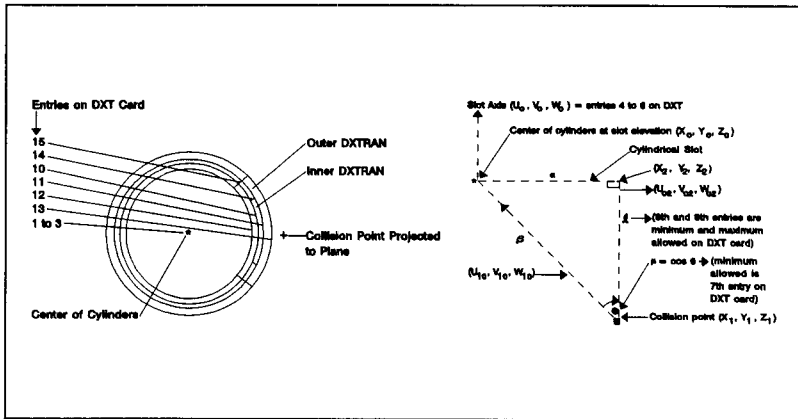 Entries on DXT Card
15
14
10
11
12
13
1 to 3
Center of Cylinders
Outer DXTRAN
Inner DXTRAN
Collision Point Projected
to Plane
Slot Axis (U₀, V₀, W₀) = entries 4 to 6 on DXT
Center of cylinders at slot elevation (X₀, Y₀, Z₀)
Cylindrical Slot
α
(X₂, Y₂, Z₂)
(U₀₂, V₀₂, W₀₂)
β
ℓ (8th and 9th entries are
minimum and maximum
allowed on DXT card)
(U₁₀, V₁₀, W₁₀)
μ = cos θ (minimum
allowed is
7th entry on
DXT card)
Collision point (X₁, Y₁, Z₁)